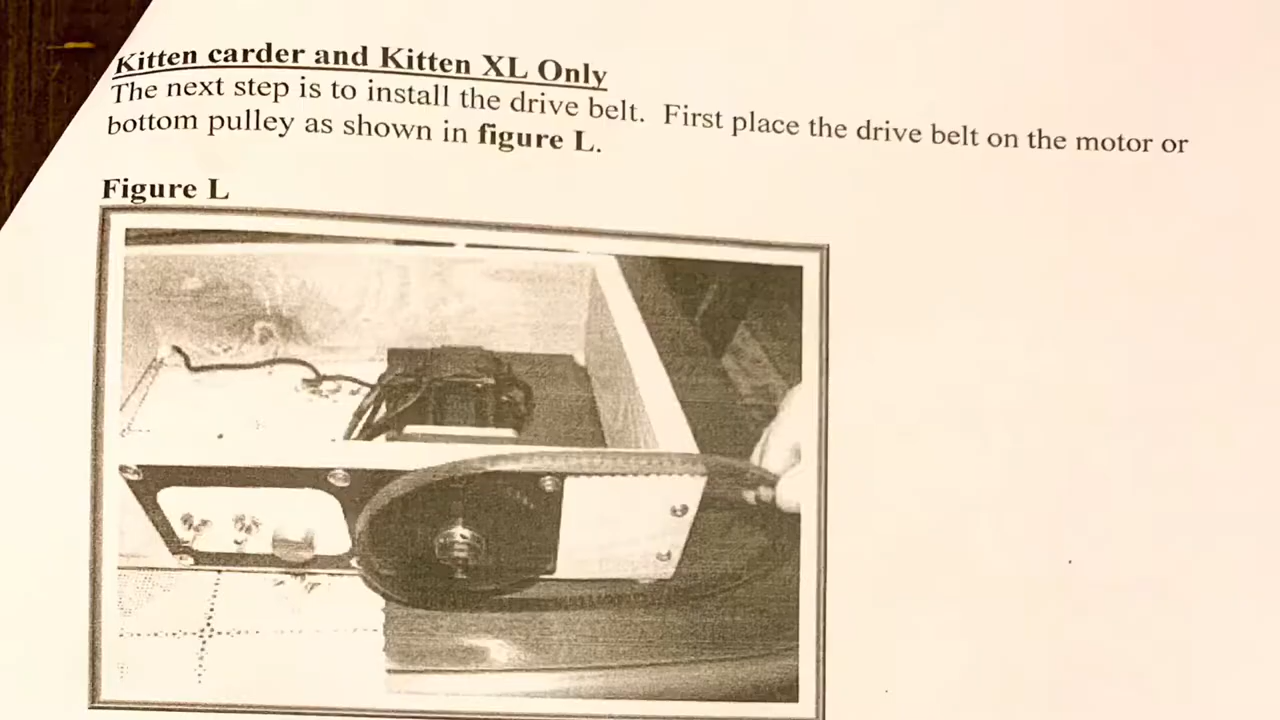 Kitten carder and Kitten XL Only
The next step is to install the drive belt. First place the drive belt on the motor or
bottom pulley as shown in figure L.
Figure L